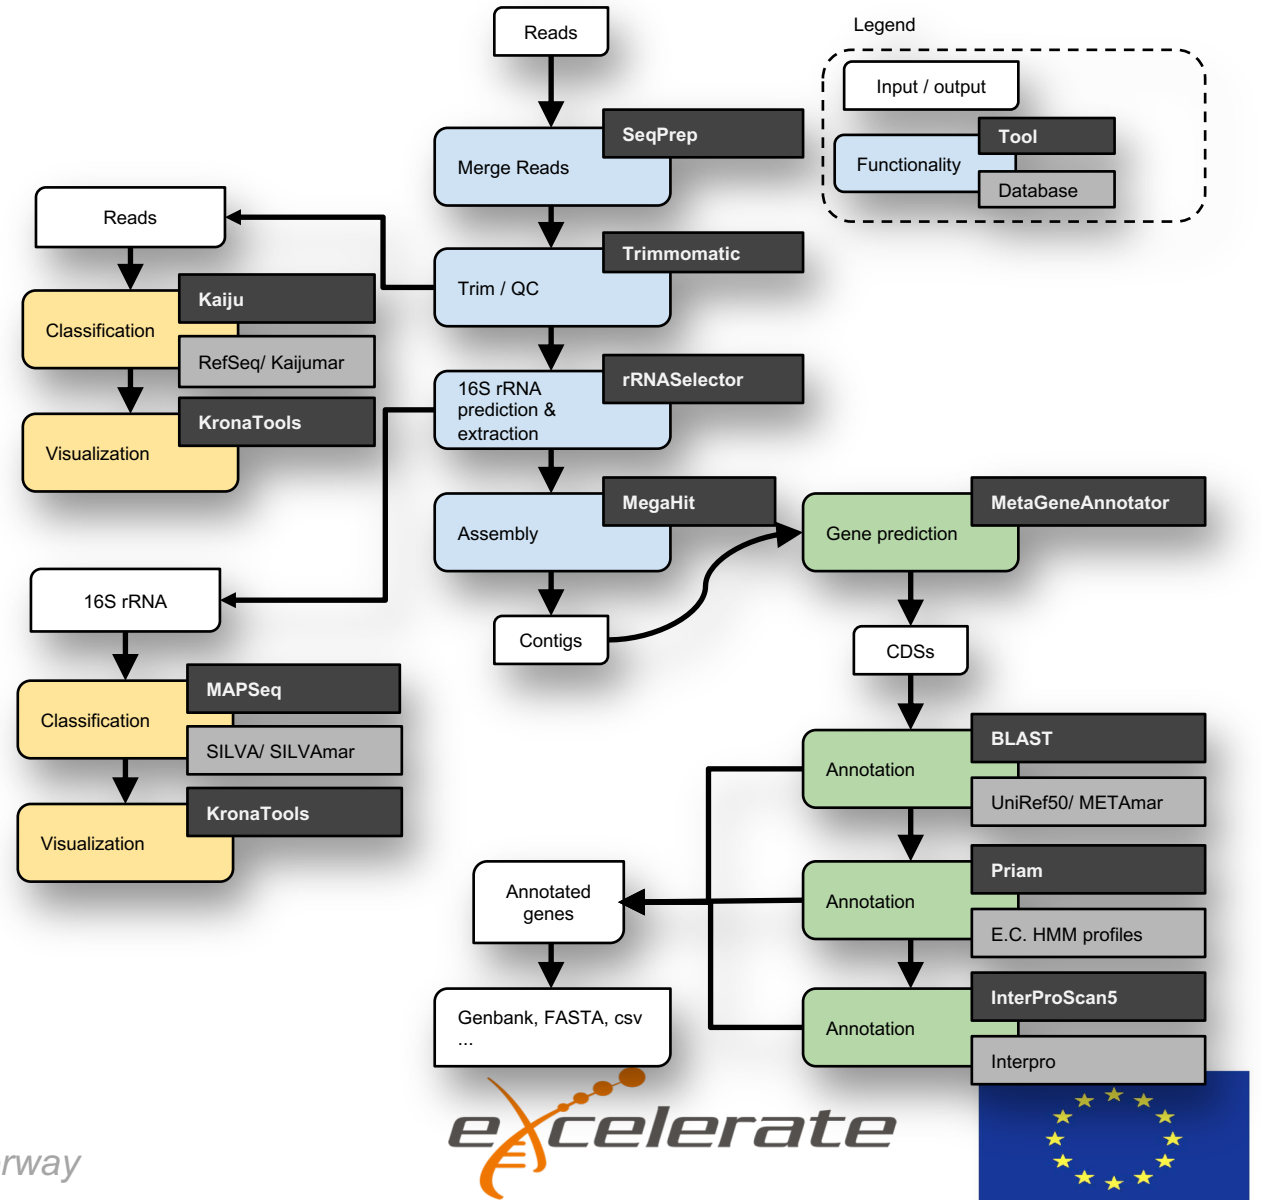 Reads
Legend
Input / output
SeqPrep
Tool
Merge Reads
Functionality
Database
Reads
Trimmomatic
Trim / QC
Kaiju
Classification
RefSeq/ Kaijumar
rRNASelector
16S rRNA
prediction &
extraction
KronaTools
Visualization
MegaHit
Assembly
MetaGeneAnnotator
Gene prediction
16S rRNA
Contigs
CDSs
MAPSeq
Classification
SILVA/ SILVAmar
BLAST
Annotation
UniRef50/ METAmar
KronaTools
Visualization
Priam
Annotated
genes
Annotation
E.C. HMM profiles
InterProScan5
Genbank, FASTA, csv
...
Annotation
Interpro
excelerate
rway